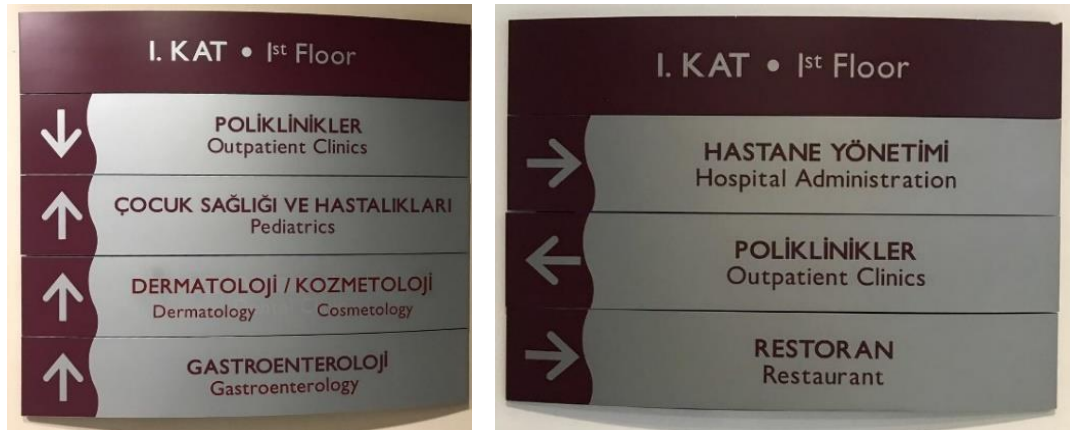 I. KAT • Ist Floor
POLİKLİNİKLER
Outpatient Clinics
ÇOCUK SAĞLIĞI VE HASTALIKLARI
Pediatrics
DERMATOLOJİ / KOZMETOLOJİ
Dermatology Cosmetology
GASTROENTEROLOJİ
Gastroenterology
I. KAT • Ist Floor
HASTANE YÖNETİMİ
Hospital Administration
POLİKLİNİKLER
Outpatient Clinics
RESTORAN
Restaurant